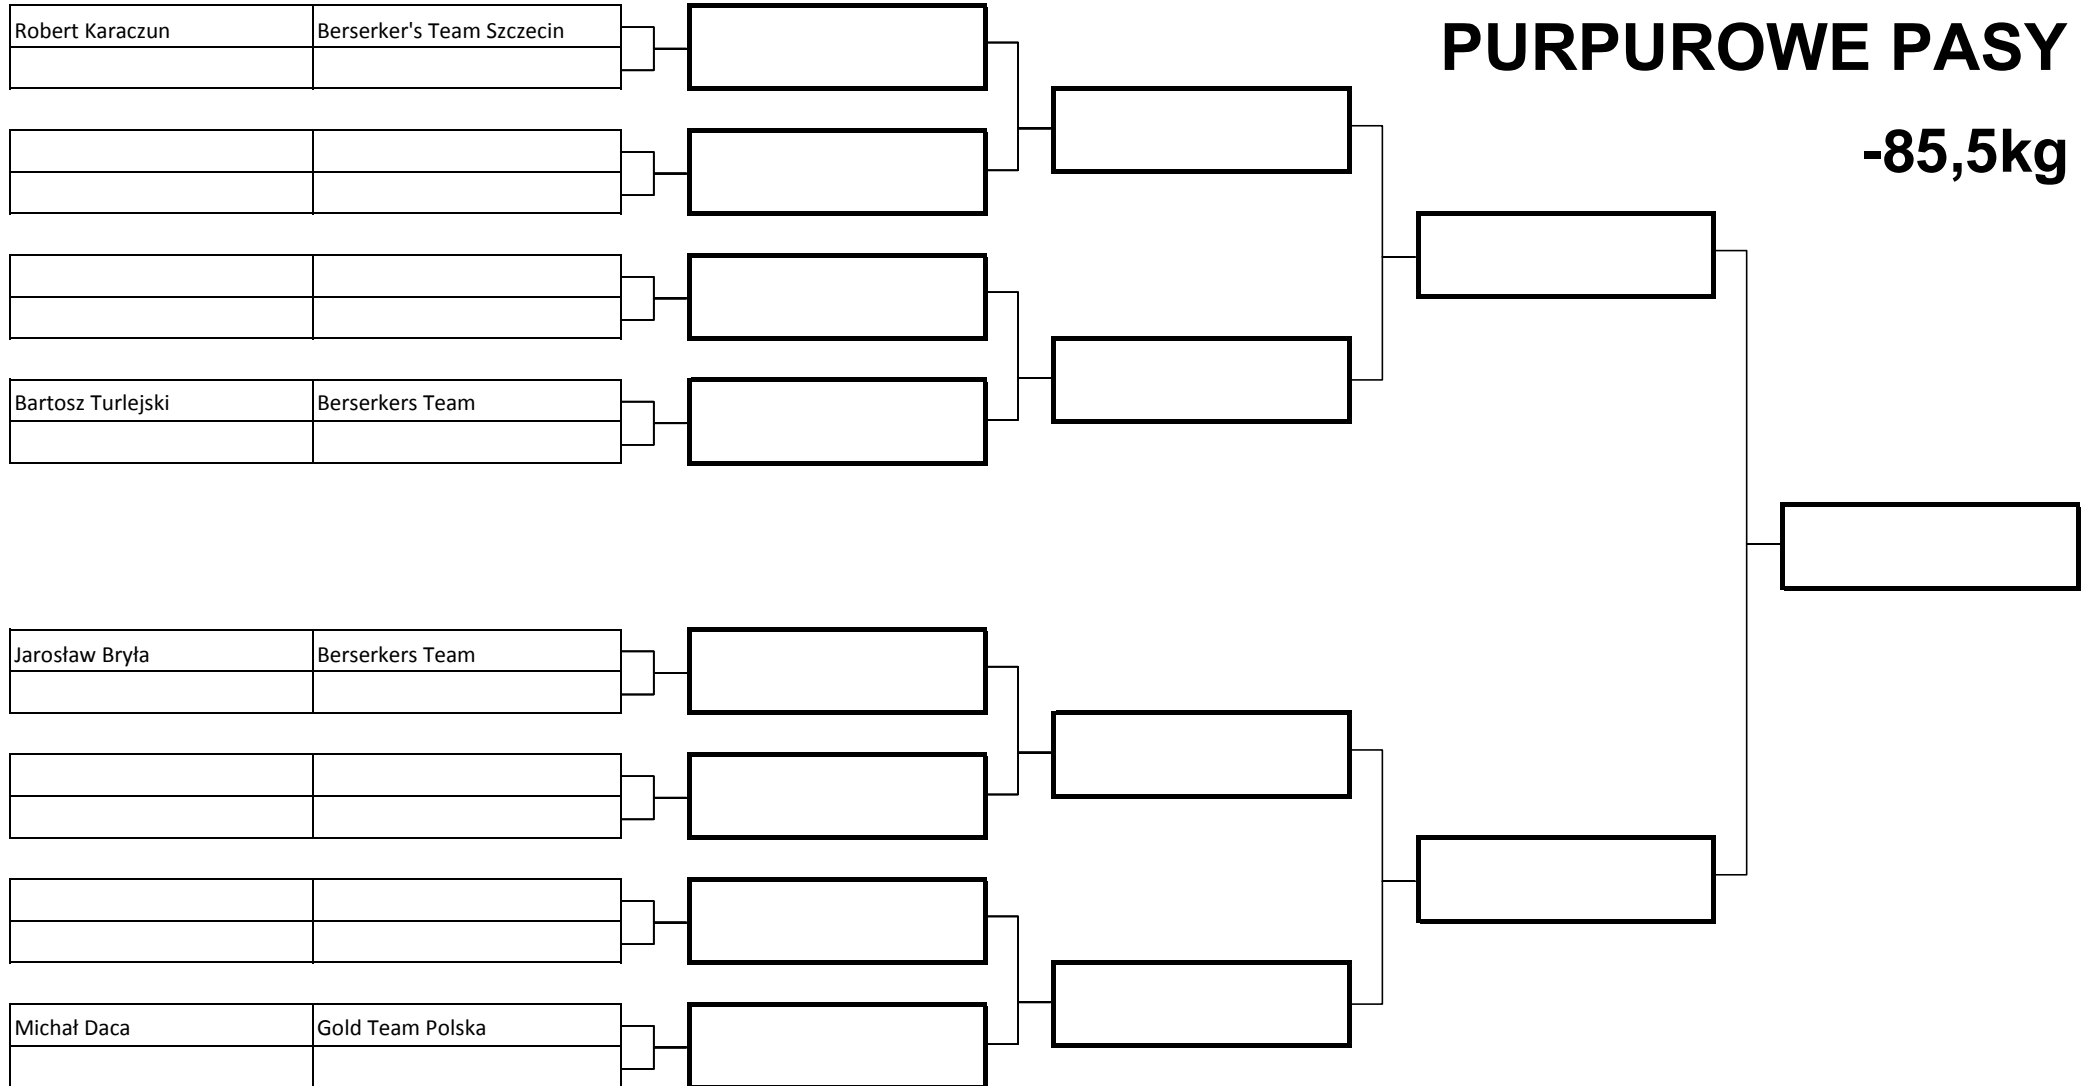 PURPUROWE PASY
-85,5kg
Robert Karaczun Berserker's Team Szczecin
Bartosz Turlejski Berserkers Team
Jarosław Bryła Berserkers Team
Michał Daca Gold Team Polska